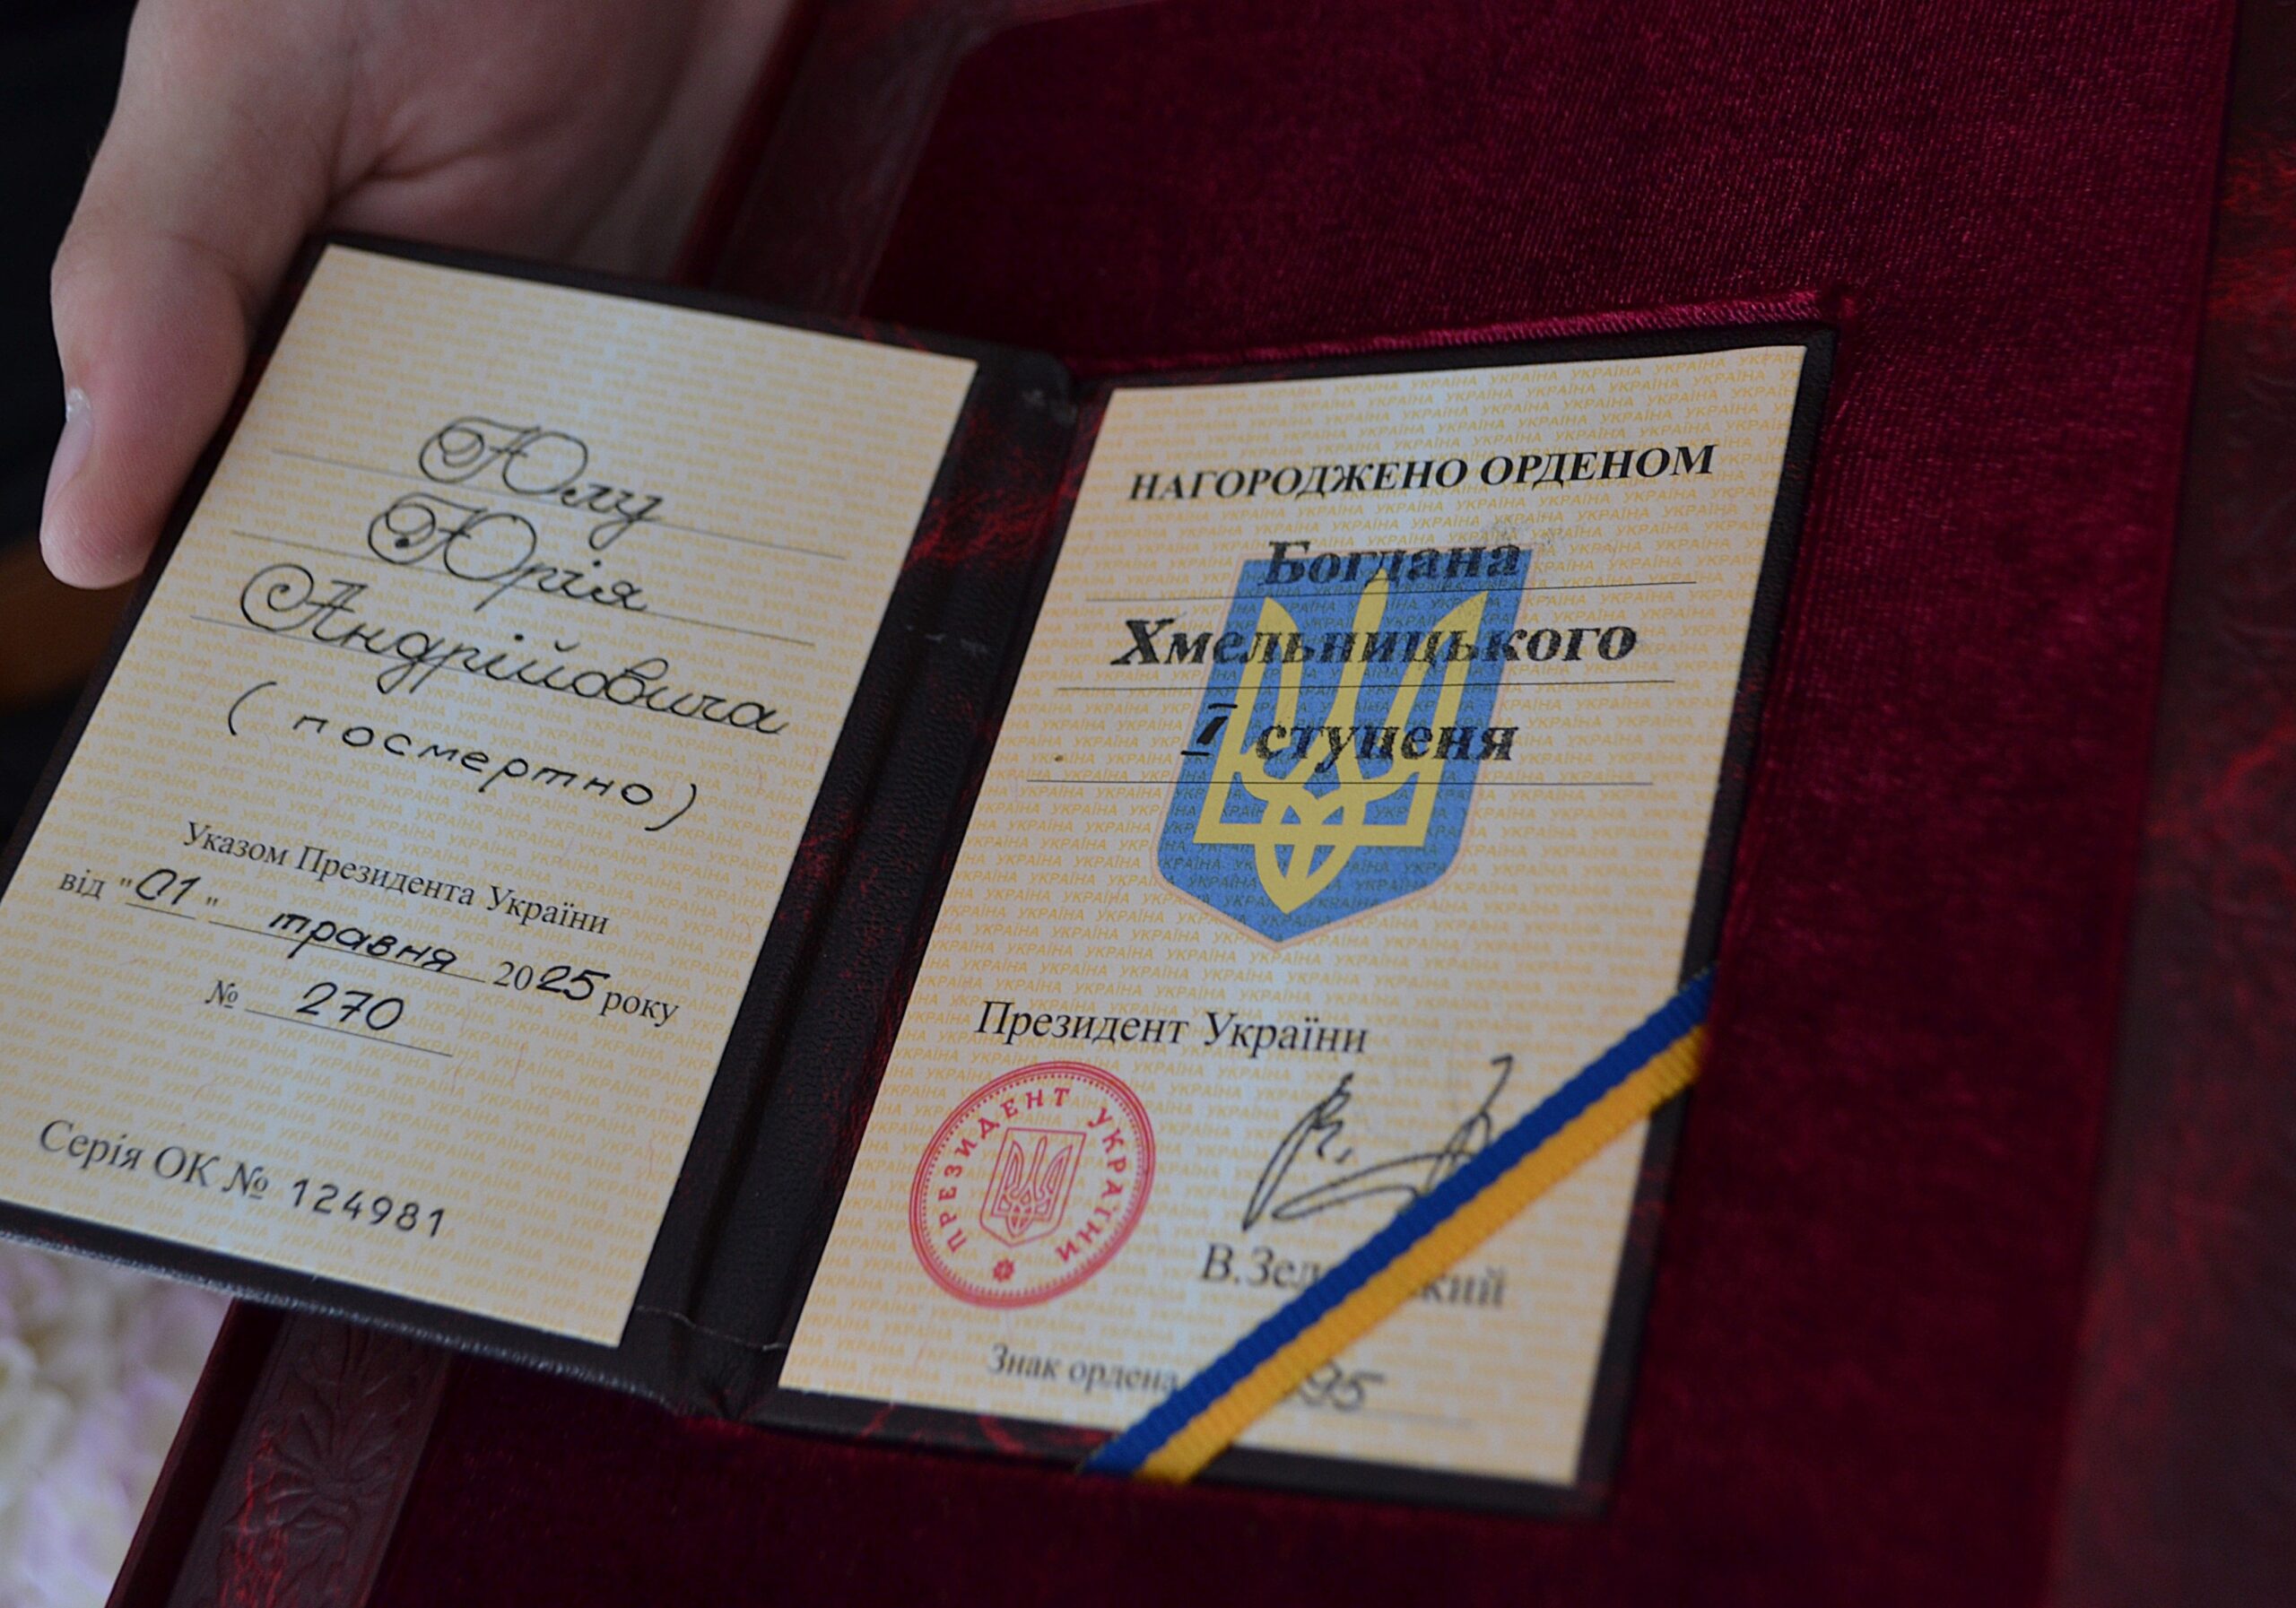 Юлу
Юрія
Андрійовича
(посмертно)
Указом Президента України
від "01" травня 2025 року
№ 270
Серія ОК № 124981
НАГОРОДЖЕНО ОРДЕНОМ
Богдана
Хмельницького
І ступеня
Президент України
ПРЕЗИДЕНТ УКРАЇНИ
Знак ордена